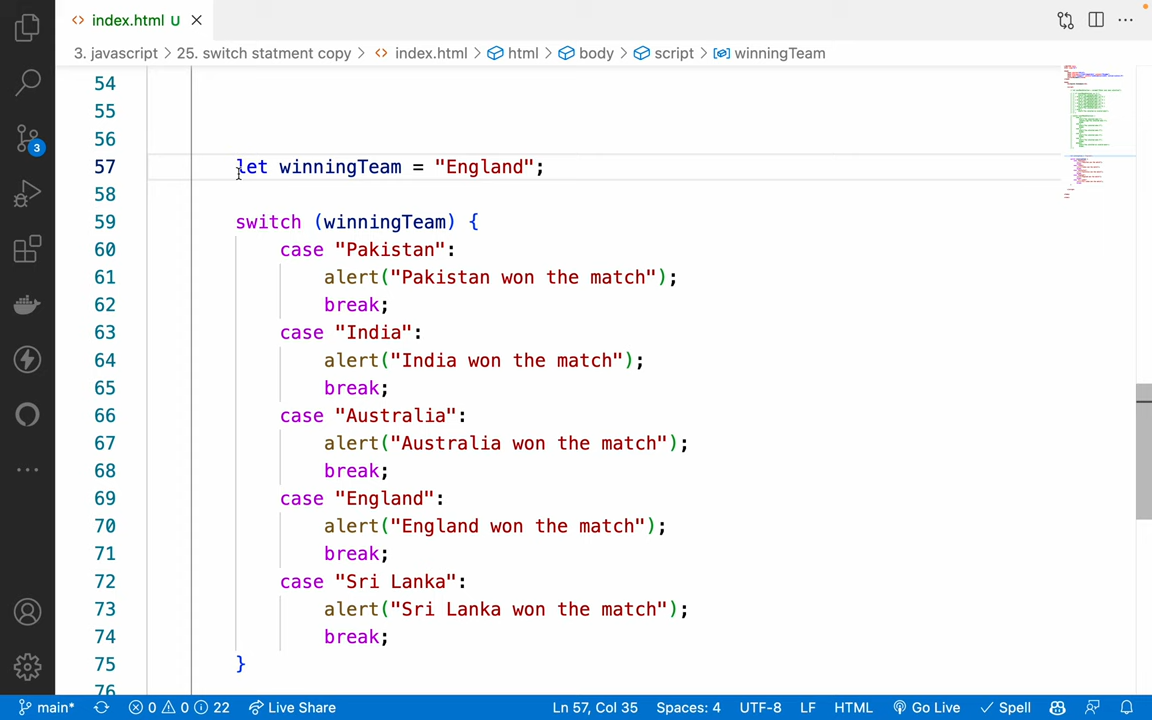 index.html U
3. javascript > 25. switch statment copy > index.html > html > body > script > winningTeam
54
55
56
57 let winningTeam = "England";
58
59 switch (winningTeam) {
60 case "Pakistan":
61 alert("Pakistan won the match");
62 break;
63 case "India":
64 alert("India won the match");
65 break;
66 case "Australia":
67 alert("Australia won the match");
68 break;
69 case "England":
70 alert("England won the match");
71 break;
72 case "Sri Lanka":
73 alert("Sri Lanka won the match");
74 break;
75 }
76
3
main* 0 0 22 Live Share Ln 57, Col 35 Spaces: 4 UTF-8 LF HTML Go Live Spell